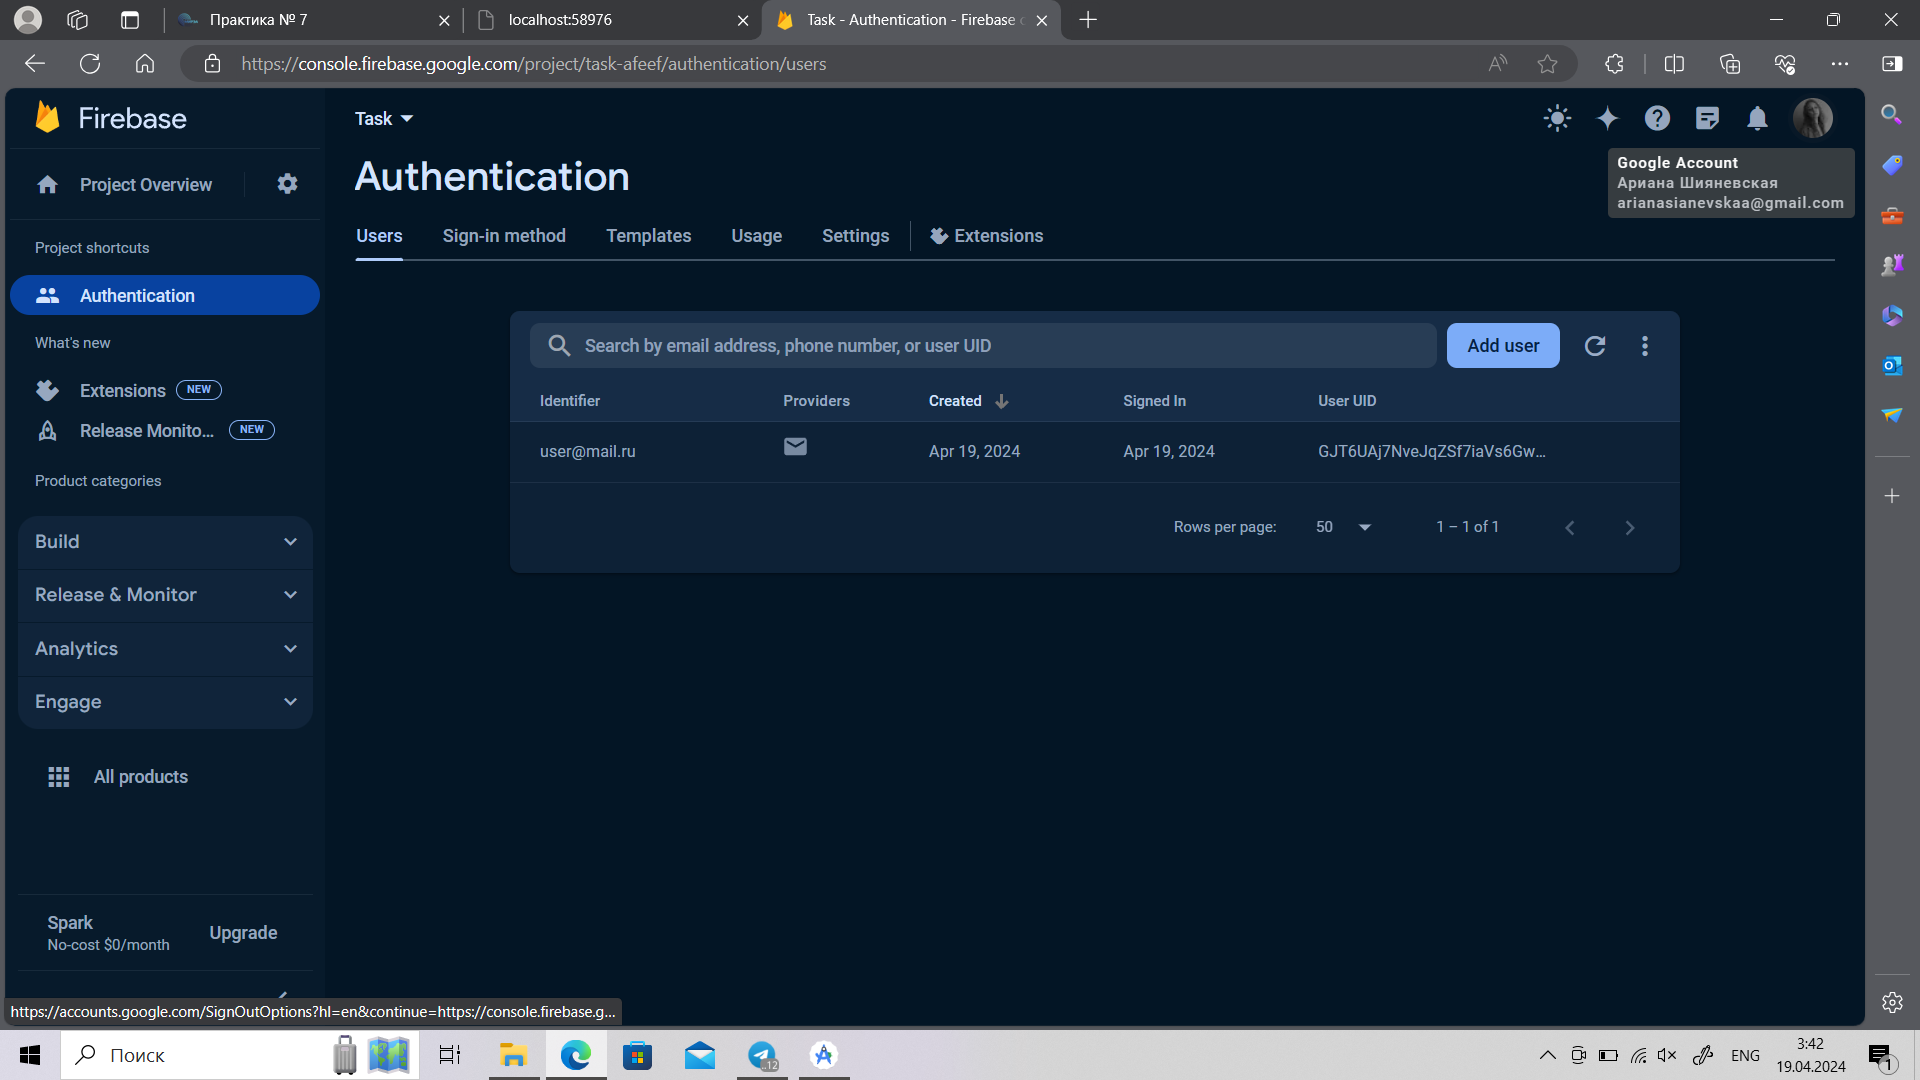 Практика № 7
localhost:58976
Task - Authentication - Firebase c
https://console.firebase.google.com/project/task-afeef/authentication/users
Firebase
Task
Google Account
Ариана Шияневская
arianasianevskaa@gmail.com
Authentication
Project Overview
Users
Sign-in method
Templates
Usage
Settings
Extensions
Project shortcuts
Authentication
What's new
Extensions
NEW
Release Monito...
NEW
Product categories
Build
Release & Monitor
Analytics
Engage
All products
Search by email address, phone number, or user UID
Add user
Identifier
Providers
Created
Signed In
User UID
user@mail.ru
Apr 19, 2024
Apr 19, 2024
GJT6UAj7NveJqZSf7iaVs6Gw...
Rows per page:
50
1 – 1 of 1
Spark
No-cost $0/month
Upgrade
https://accounts.google.com/SignOutOptions?hl=en&continue=https://console.firebase.g...
Поиск
..12
ENG
3:42
19.04.2024
1